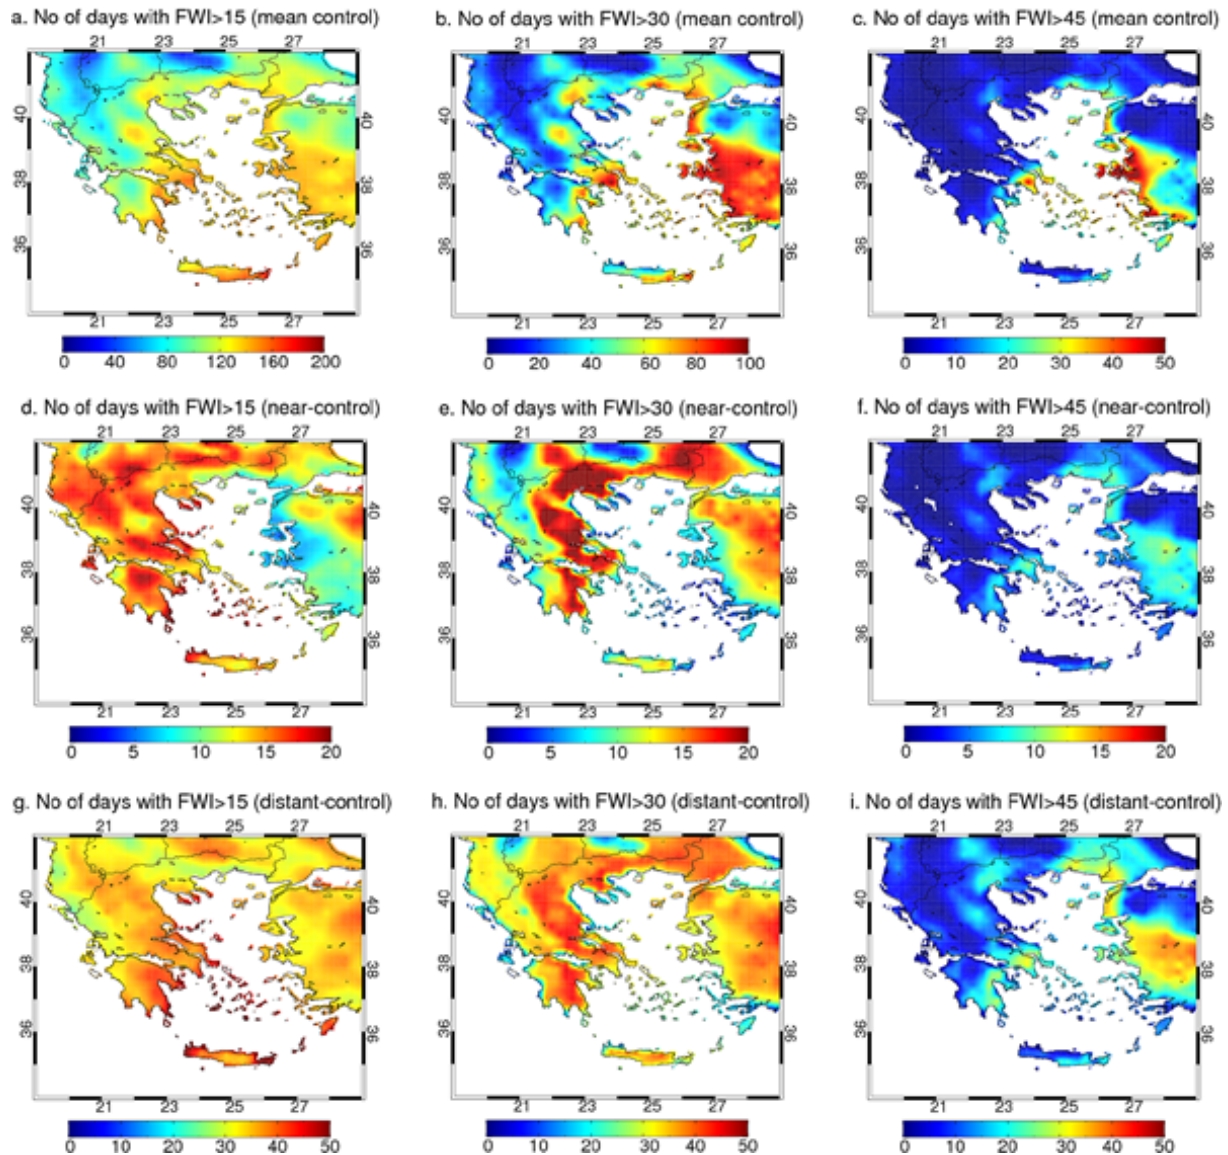 a. No of days with FWI>15 (mean control)
b. No of days with FWI>30 (mean control)
c. No of days with FWI>45 (mean control)
21 23 25 27
21 23 25 27
21 23 25 27
40 38 36
40 38 36
40 38 36
40 38 36
40 38 36
40 38 36
21 23 25 27
21 23 25 27
21 23 25 27
0 40 80 120 160 200
0 20 40 60 80 100
0 10 20 30 40 50
d. No of days with FWI>15 (near-control)
e. No of days with FWI>30 (near-control)
f. No of days with FWI>45 (near-control)
21 23 25 27
21 23 25 27
21 23 25 27
40 38 36
40 38 36
40 38 36
40 38 36
40 38 36
40 38 36
21 23 25 27
21 23 25 27
21 23 25 27
0 5 10 15 20
0 5 10 15 20
0 5 10 15 20
g. No of days with FWI>15 (distant-control)
h. No of days with FWI>30 (distant-control)
i. No of days with FWI>45 (distant-control)
21 23 25 27
21 23 25 27
21 23 25 27
40 38 36
40 38 36
40 38 36
40 38 36
40 38 36
40 38 36
21 23 25 27
21 23 25 27
21 23 25 27
0 10 20 30 40 50
0 10 20 30 40 50
0 10 20 30 40 50